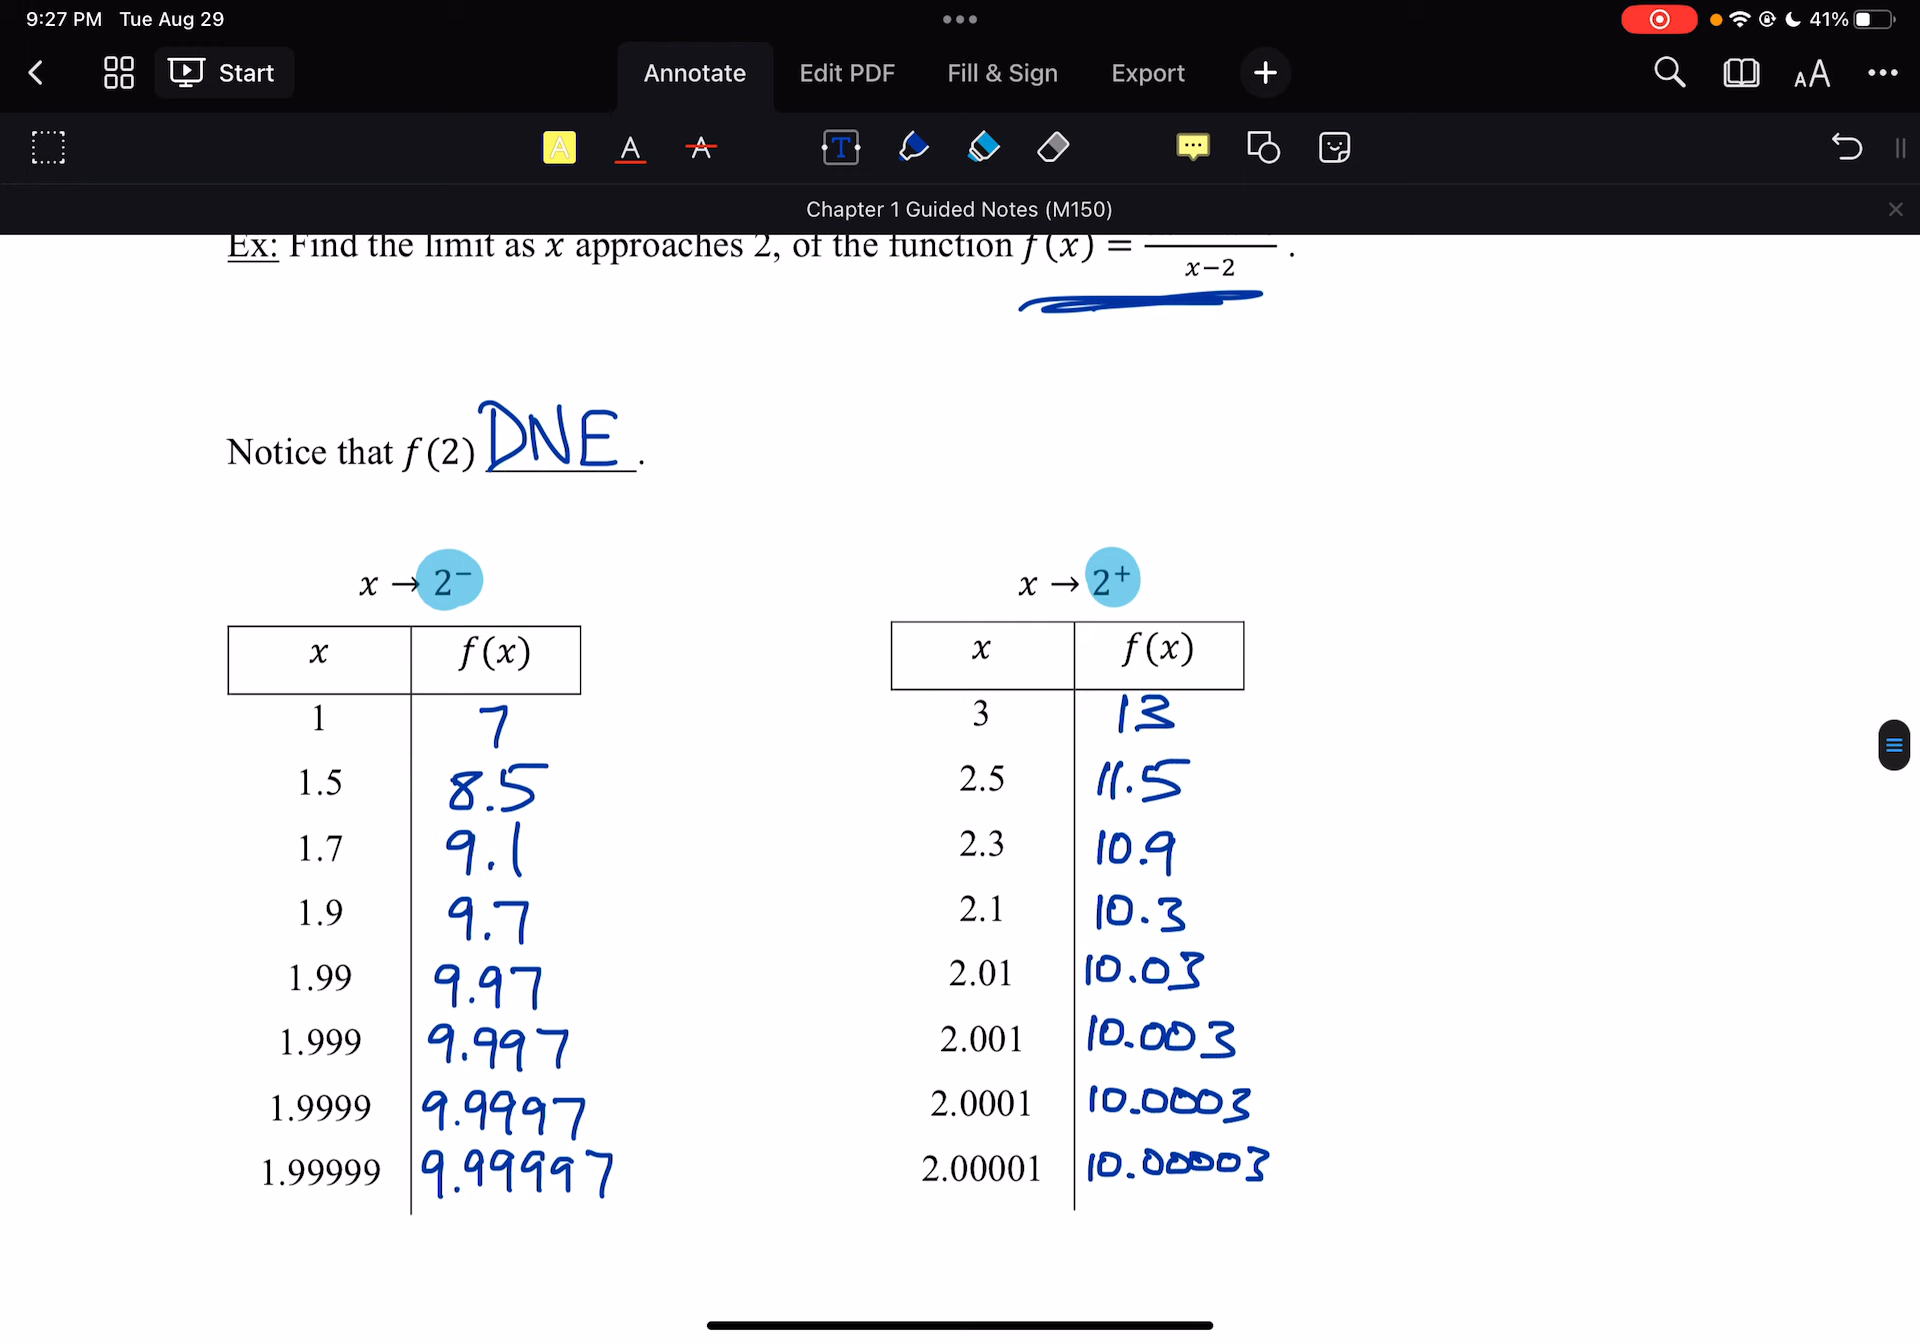 9:27 PM Tue Aug 29
41%
Start
Annotate
Edit PDF
Fill & Sign
Export
AA
A A A T
Chapter 1 Guided Notes (M150)
Ex: Find the limit as x approaches 2, of the function f(x) = / x−2 .
Notice that f(2) DNE .
x → 2⁻
x f(x)
1 7
1.5 8.5
1.7 9.1
1.9 9.7
1.99 9.97
1.999 9.997
1.9999 9.9997
1.99999 9.99997
x → 2⁺
x f(x)
3 13
2.5 11.5
2.3 10.9
2.1 10.3
2.01 10.03
2.001 10.003
2.0001 10.0003
2.00001 10.00003